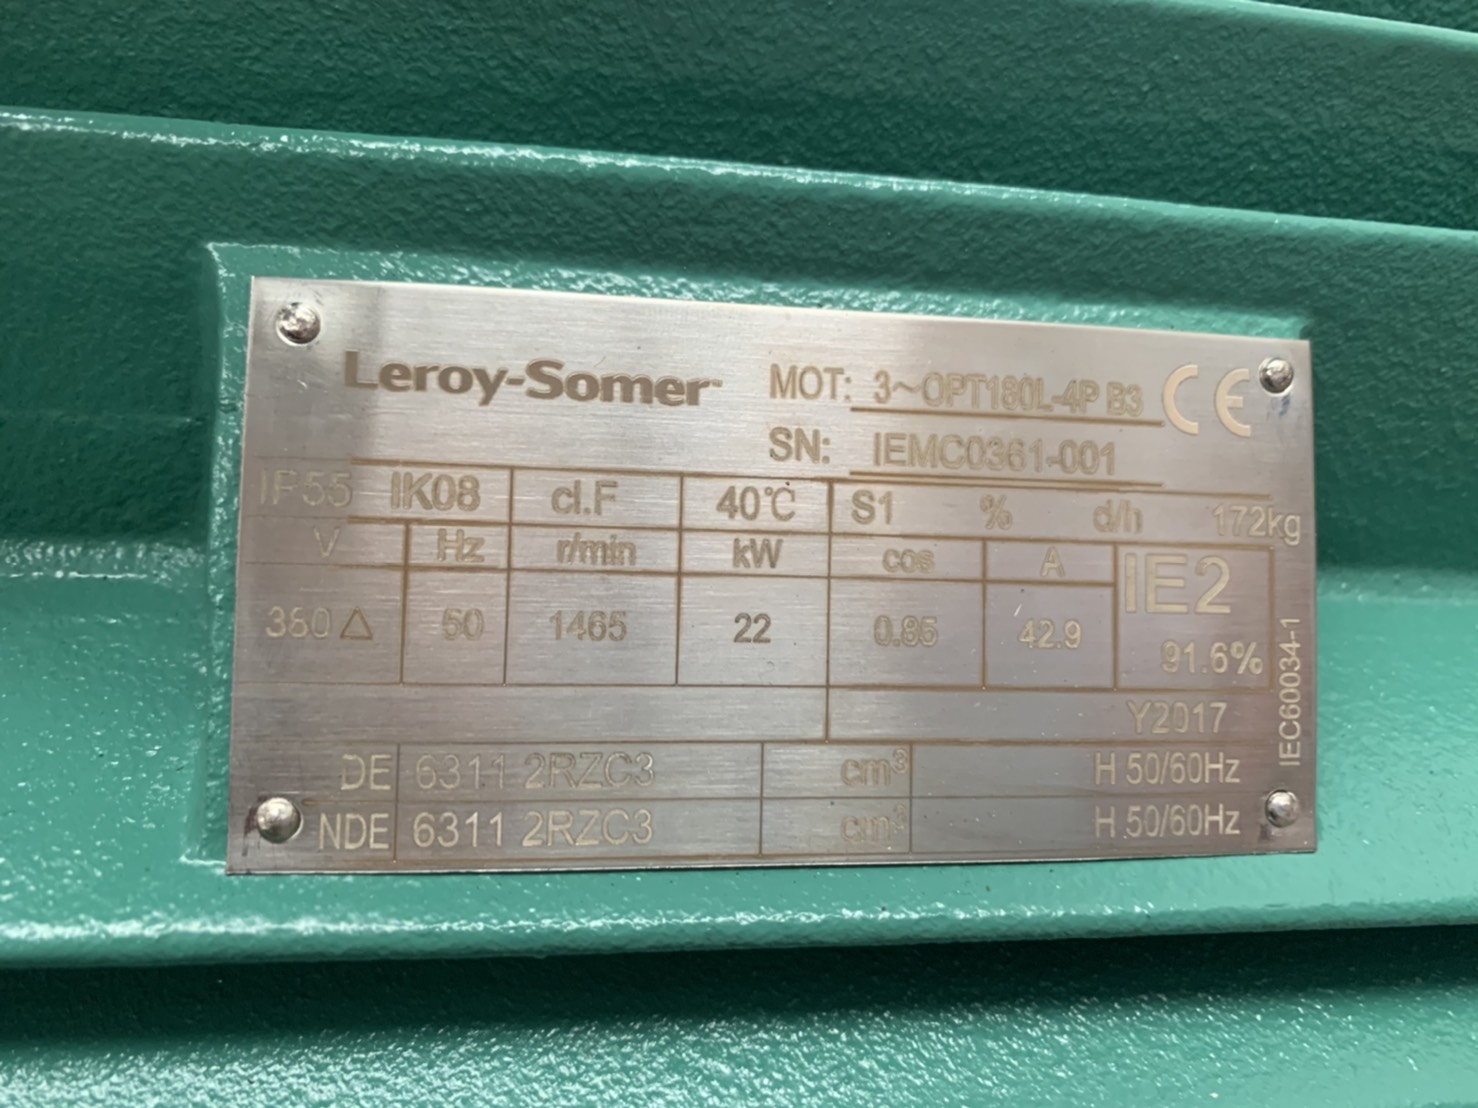 Leroy-Somer MOT: 3~OPT180L-4P B3 CE
SN: IEMC0361-001
IP55 IK08 cl.F 40℃ S1 % d/h 172kg
V Hz r/min kW cos A IE2
380 △ 50 1465 22 0.85 42.9 91.6%
Y2017
DE 6311 2RZC3 cm³ H 50/60Hz
NDE 6311 2RZC3 cm³ H 50/60Hz
IEC60034-1